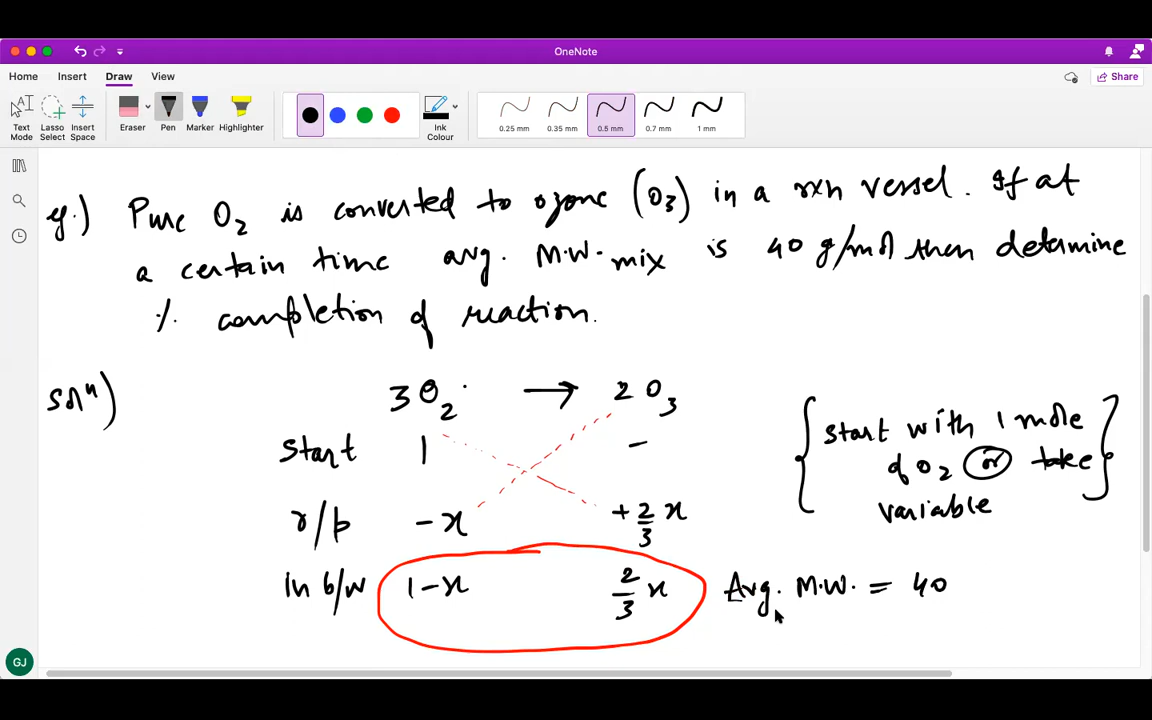 OneNote
Home Insert Draw View Share
Text Mode Lasso Select Insert Space Eraser Pen Marker Highlighter Ink Colour 0.25 mm 0.35 mm 0.5 mm 0.7 mm 1 mm
eg.) Pure O2 is converted to ozone (O3) in a rxn vessel. If at
a certain time avg. M.W. mix is 40 g/mol then determine
% completion of reaction.
Solⁿ) 3O2 → 2O3
start 1 –
r/p -x +2/3 x
in b/w 1-x 2/3 x Avg. M.W. = 40
{start with 1 mole
of O2 or take
variable}
GJ